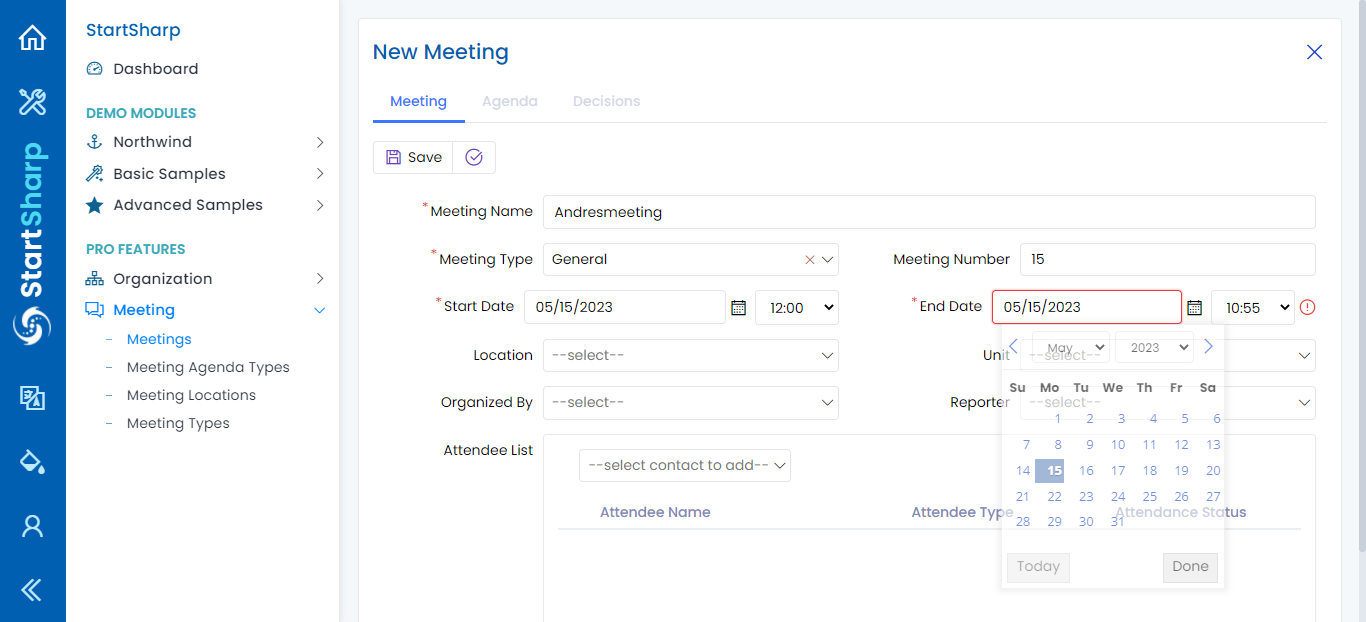 StartSharp
StartSharp
Dashboard
DEMO MODULES
Northwind
Basic Samples
Advanced Samples
PRO FEATURES
Organization
Meeting
Meetings
Meeting Agenda Types
Meeting Locations
Meeting Types
New Meeting
Meeting Agenda Decisions
Save
*Meeting Name Andresmeeting
*Meeting Type General Meeting Number 15
*Start Date 05/15/2023 12:00 *End Date 05/15/2023 10:55
Location --select-- Unit --select--
Organized By --select-- Reporter --select--
Attendee List
--select contact to add--
Attendee Name Attendee Type Attendance Status
May 2023
Su Mo Tu We Th Fr Sa
1 2 3 4 5 6
7 8 9 10 11 12 13
14 15 16 17 18 19 20
21 22 23 24 25 26 27
28 29 30 31
Today Done